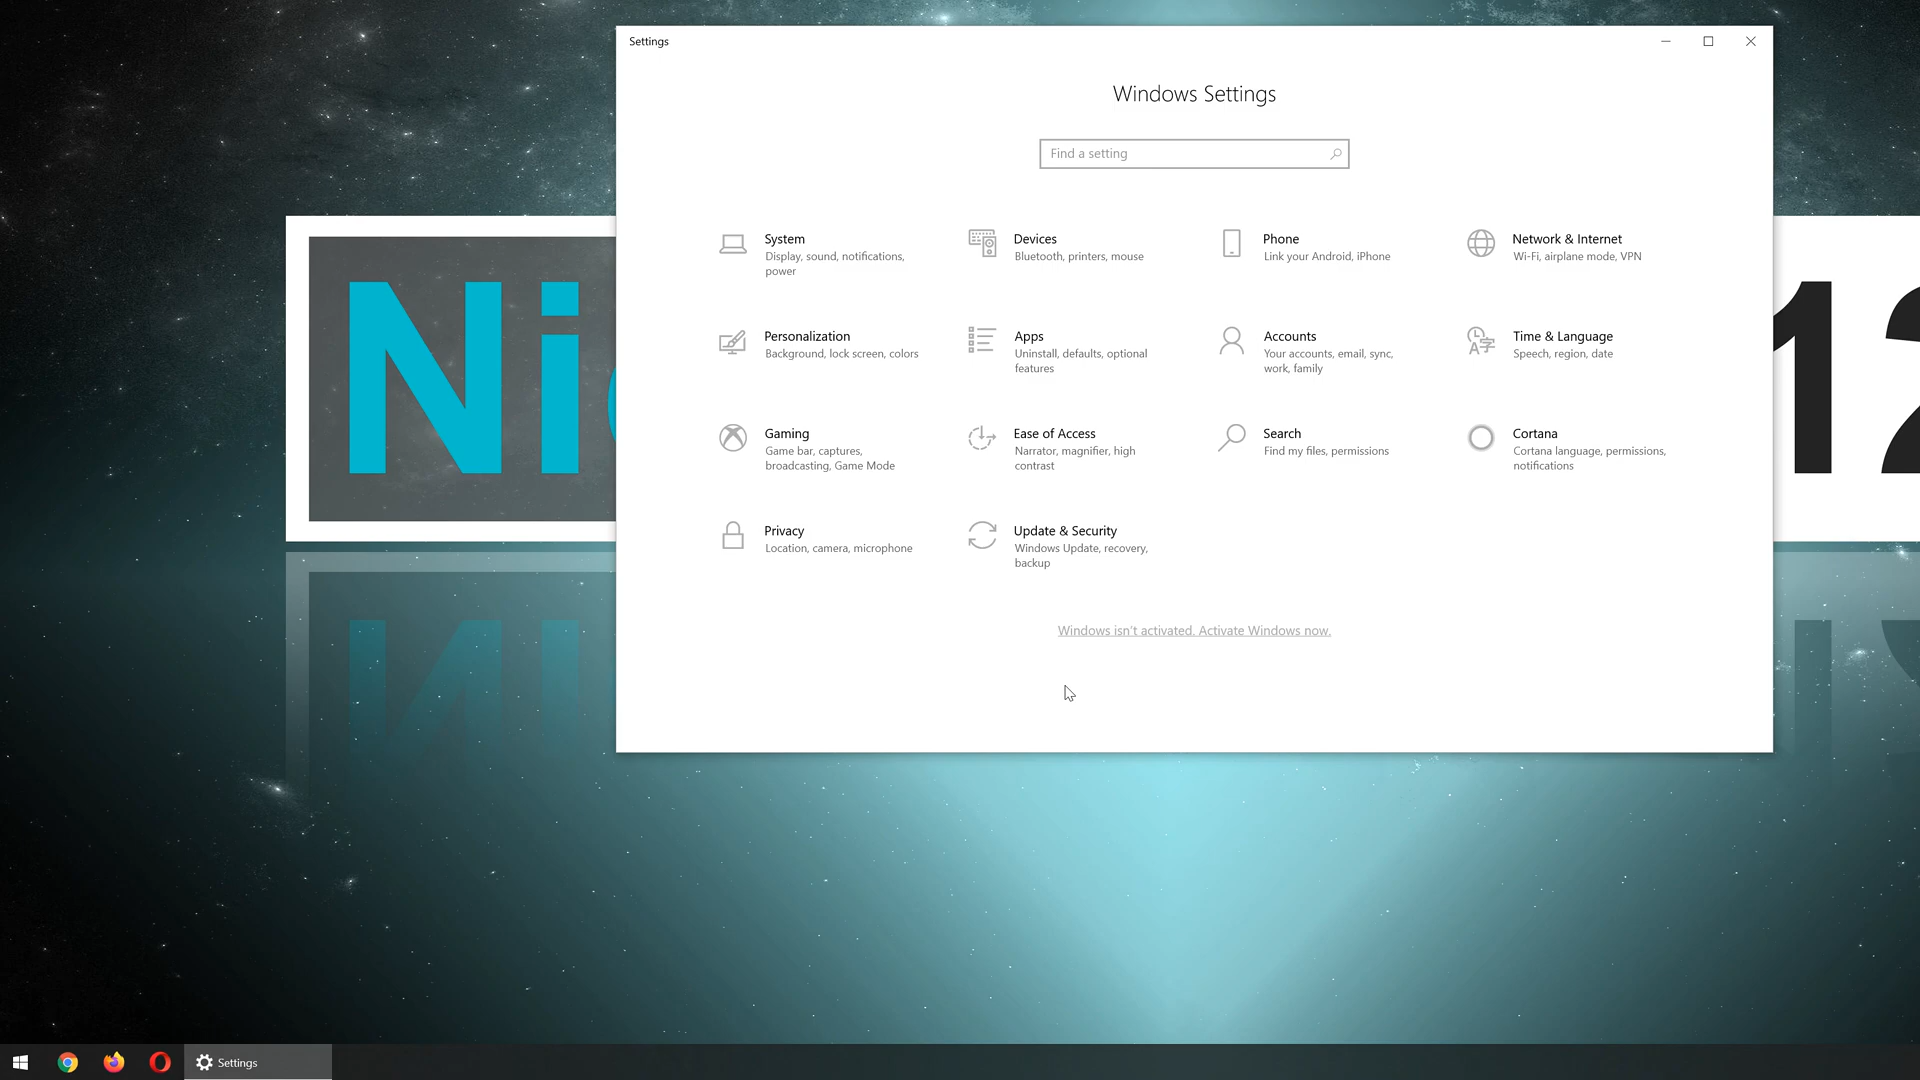 Settings
Windows Settings
Find a setting
System
Display, sound, notifications,
power
Devices
Bluetooth, printers, mouse
Phone
Link your Android, iPhone
Network & Internet
Wi-Fi, airplane mode, VPN
Personalization
Background, lock screen, colors
Apps
Uninstall, defaults, optional
features
Accounts
Your accounts, email, sync,
work, family
Time & Language
Speech, region, date
Gaming
Game bar, captures,
broadcasting, Game Mode
Ease of Access
Narrator, magnifier, high
contrast
Search
Find my files, permissions
Cortana
Cortana language, permissions,
notifications
Privacy
Location, camera, microphone
Update & Security
Windows Update, recovery,
backup
Windows isn't activated. Activate Windows now.
Ni
12
Settings